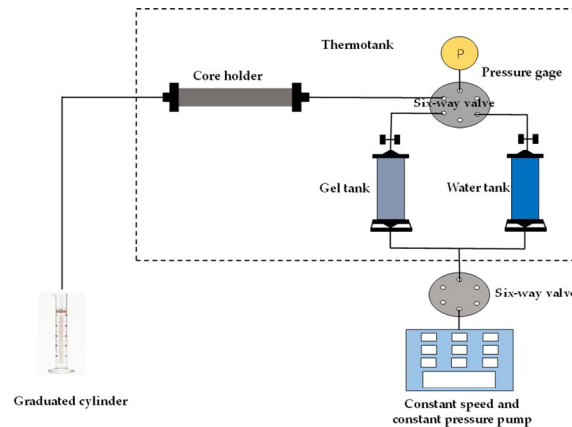 Thermotank
P
Core holder
Pressure gage
Six-way valve
Gel tank
Water tank
Six-way valve
Graduated cylinder
Constant speed and
constant pressure pump